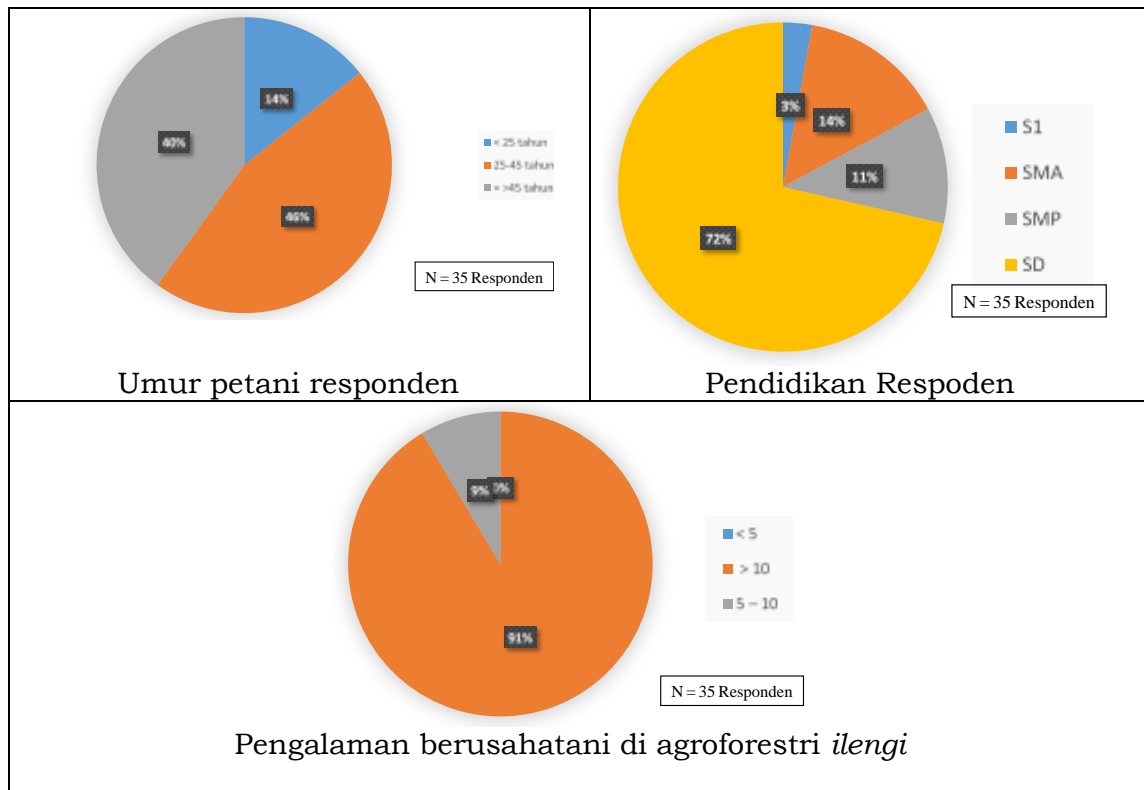 14%
40%
46%
< 25 tahun
25-45 tahun
= >45 tahun
N = 35 Responden
Umur petani responden
3%
14%
11%
72%
S1
SMA
SMP
SD
N = 35 Responden
Pendidikan Respoden
9%
0%
91%
< 5
> 10
5 – 10
N = 35 Responden
Pengalaman berusahatani di agroforestri ilengi